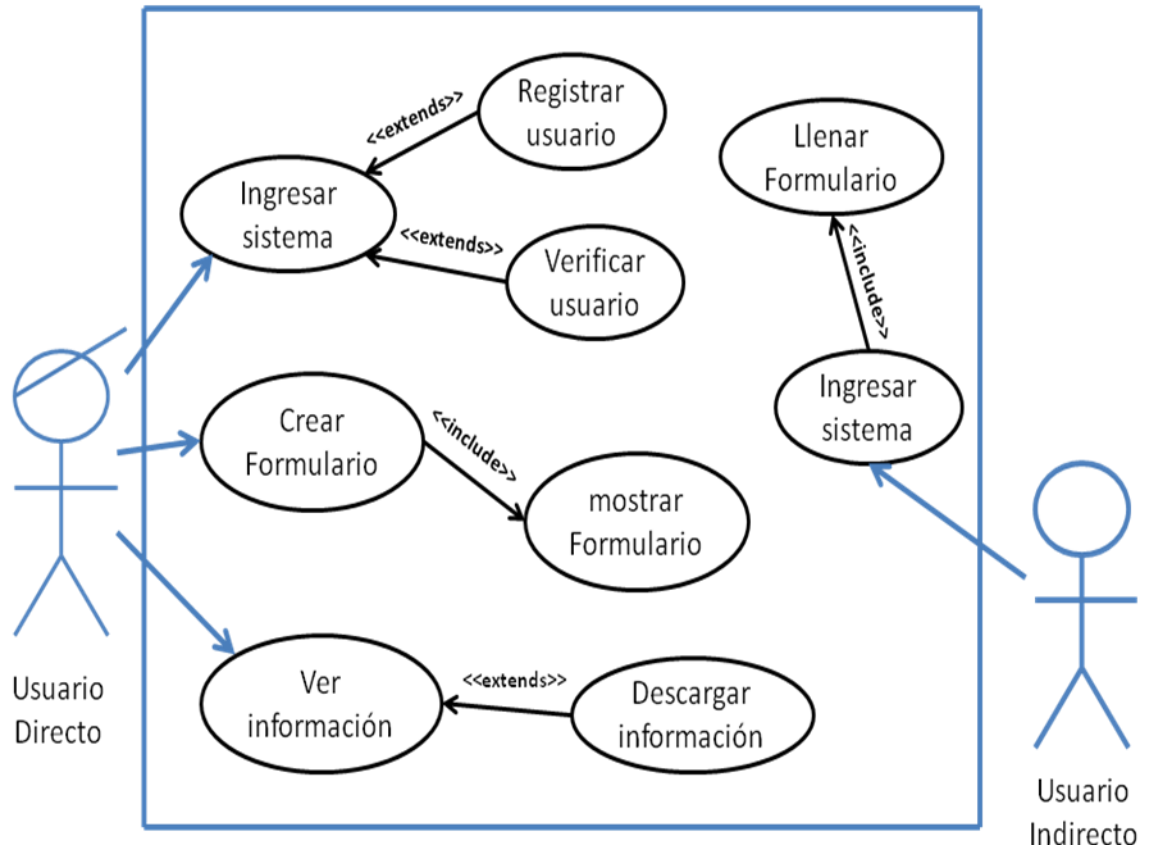 <<extends>>
Registrar
usuario
Ingresar
sistema
<<extends>>
Verificar
usuario
Llenar
Formulario
<<include>>
Ingresar
sistema
Crear
Formulario
<<include>>
mostrar
Formulario
Ver
información
<<extends>>
Descargar
información
Usuario
Directo
Usuario
Indirecto